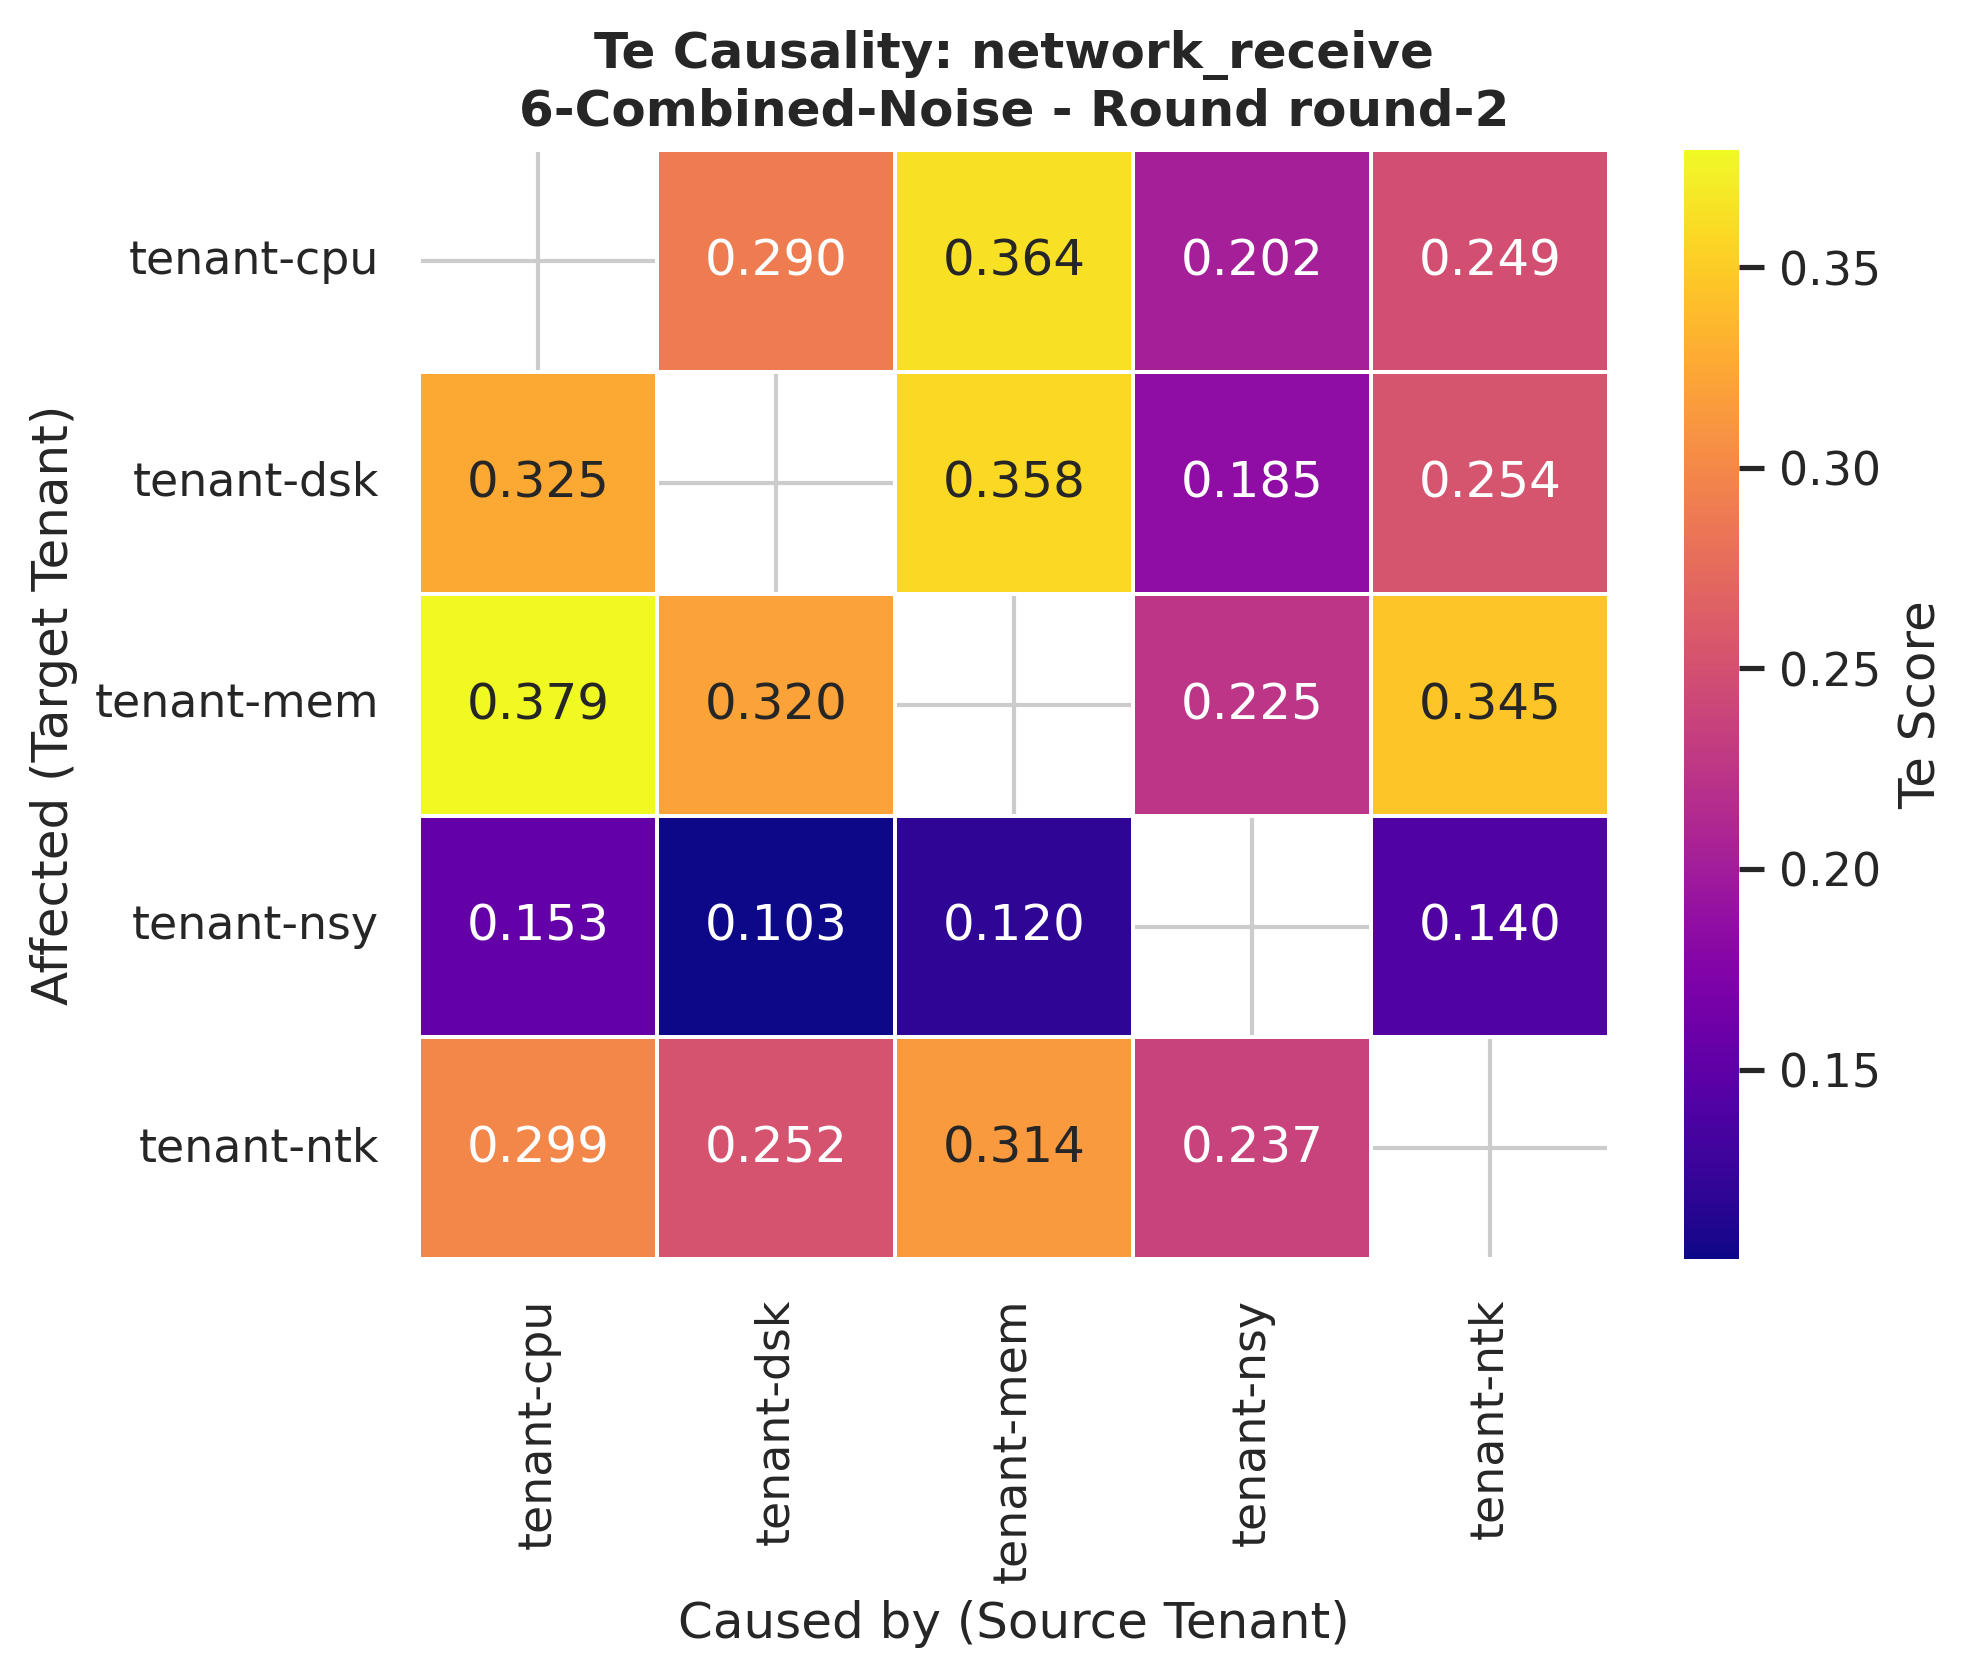 Te Causality: network_receive
6-Combined-Noise - Round round-2
tenant-cpu
0.290 0.364 0.202 0.249
tenant-dsk
0.325 0.358 0.185 0.254
tenant-mem
0.379 0.320 0.225 0.345
tenant-nsy
0.153 0.103 0.120 0.140
tenant-ntk
0.299 0.252 0.314 0.237
Affected (Target Tenant)
tenant-cpu
tenant-dsk
tenant-mem
tenant-nsy
tenant-ntk
Caused by (Source Tenant)
0.35
0.30
0.25
0.20
0.15
Te Score